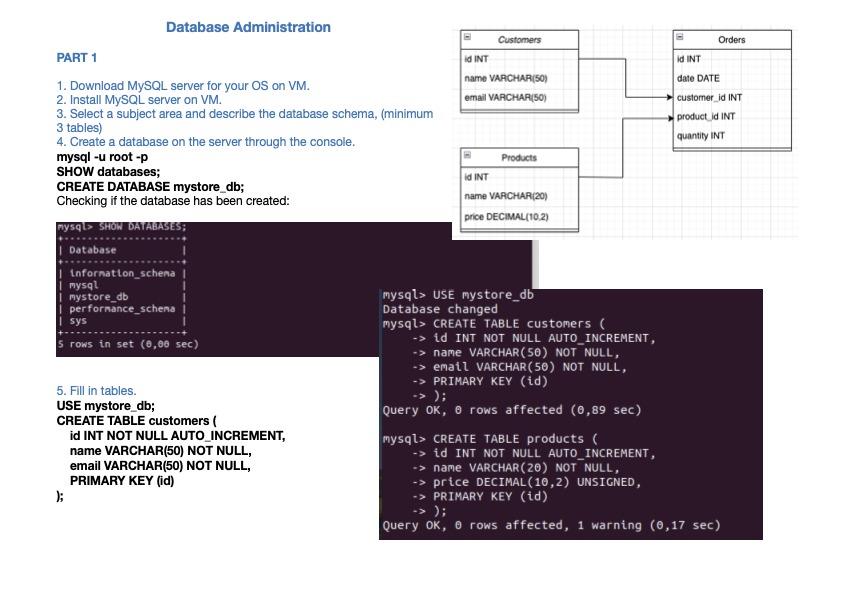 Database Administration
PART 1
1. Download MySQL server for your OS on VM.
2. Install MySQL server on VM.
3. Select a subject area and describe the database schema, (minimum
3 tables)
4. Create a database on the server through the console.
mysql -u root -p
SHOW databases;
CREATE DATABASE mystore_db;
Checking if the database has been created:
Customers
id INT
name VARCHAR(50)
email VARCHAR(50)
Orders
id INT
date DATE
customer_id INT
product_id INT
quantity INT
Products
id INT
name VARCHAR(20)
price DECIMAL(10,2)
mysql> SHOW DATABASES;
+--------------------+
| Database           |
+--------------------+
| information_schema |
| mysql              |
| mystore_db         |
| performance_schema |
| sys                |
+--------------------+
5 rows in set (0,00 sec)
5. Fill in tables.
USE mystore_db;
CREATE TABLE customers (
id INT NOT NULL AUTO_INCREMENT,
name VARCHAR(50) NOT NULL,
email VARCHAR(50) NOT NULL,
PRIMARY KEY (id)
);
mysql> USE mystore_db
Database changed
mysql> CREATE TABLE customers (
-> id INT NOT NULL AUTO_INCREMENT,
-> name VARCHAR(50) NOT NULL,
-> email VARCHAR(50) NOT NULL,
-> PRIMARY KEY (id)
-> );
Query OK, 0 rows affected (0,89 sec)
mysql> CREATE TABLE products (
-> id INT NOT NULL AUTO_INCREMENT,
-> name VARCHAR(20) NOT NULL,
-> price DECIMAL(10,2) UNSIGNED,
-> PRIMARY KEY (id)
-> );
Query OK, 0 rows affected, 1 warning (0,17 sec)